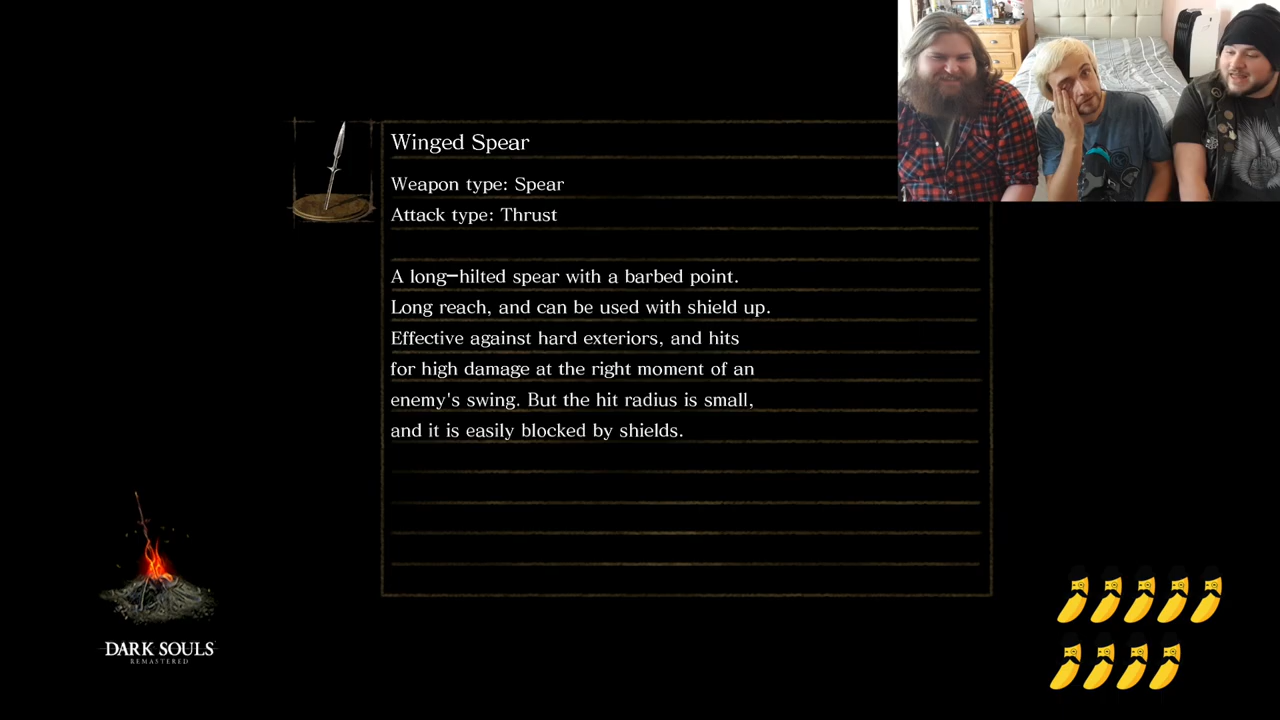 Winged Spear
Weapon type: Spear
Attack type: Thrust
A long-hilted spear with a barbed point.
Long reach, and can be used with shield up.
Effective against hard exteriors, and hits
for high damage at the right moment of an
enemy's swing. But the hit radius is small,
and it is easily blocked by shields.
DARK SOULS
REMASTERED